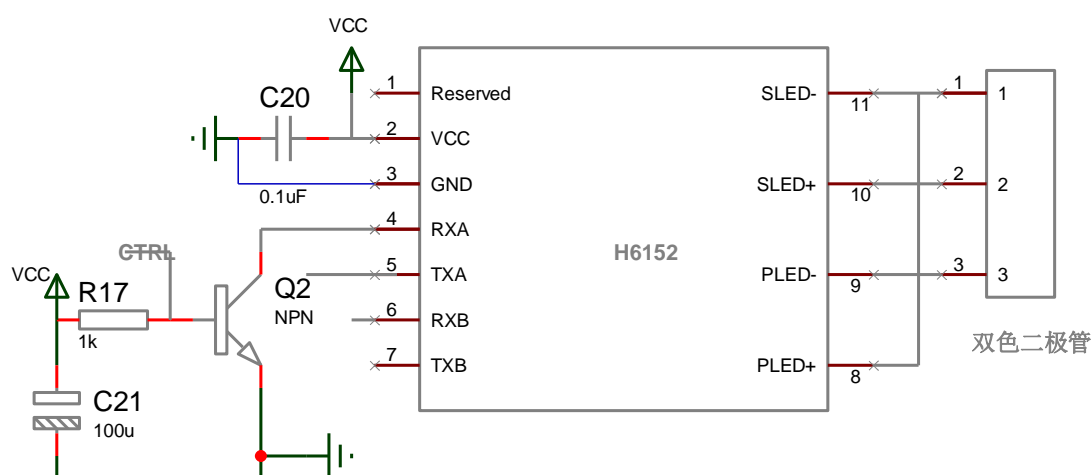 VCC
C20
0.1uF
1 Reserved
2 VCC
3 GND
4 RXA
5 TXA
6 RXB
7 TXB
H6152
SLED- 11
SLED+ 10
PLED- 9
PLED+ 8
1 1
2 2
3 3
双色二极管
CTRL
VCC
R17
1k
Q2
NPN
C21
100u